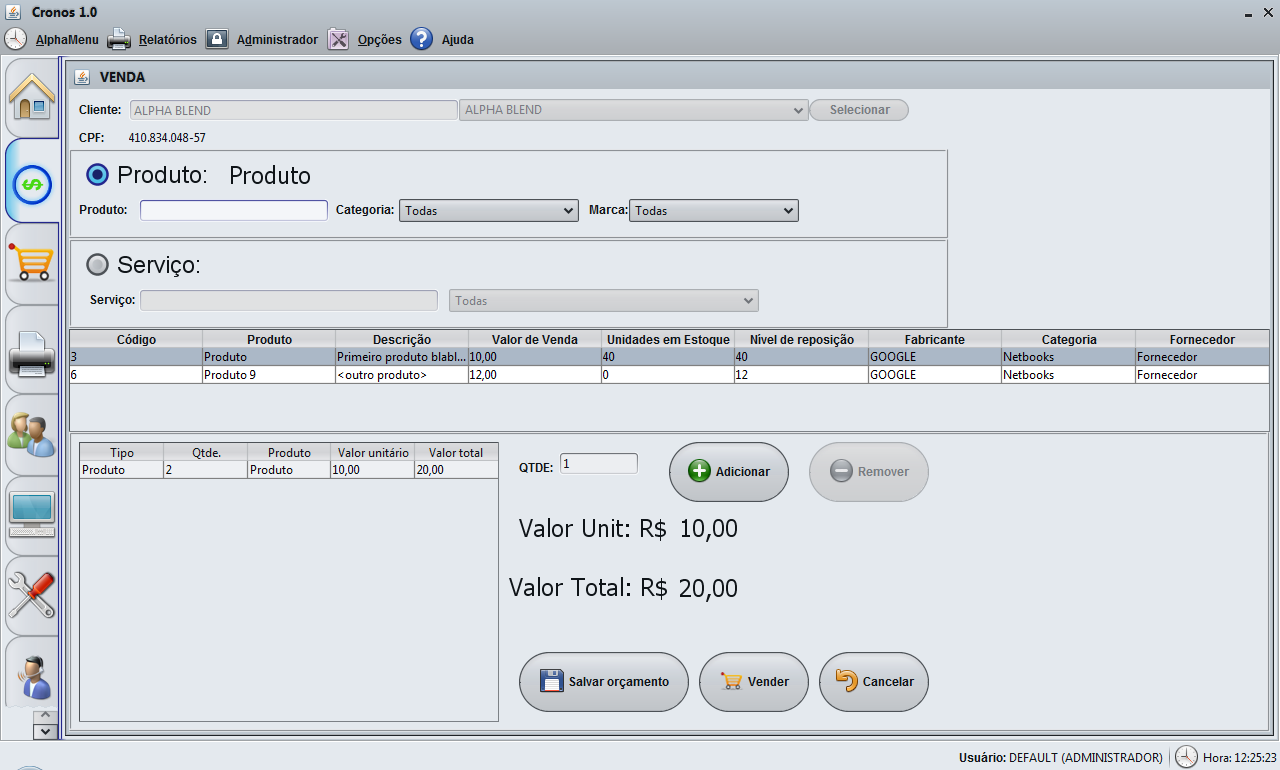 Cronos 1.0
AlphaMenu Relatórios Administrador Opções Ajuda
VENDA
Cliente: ALPHA BLEND ALPHA BLEND Selecionar
CPF: 410.834.048-57
Produto: Produto
Produto: Categoria: Todas Marca: Todas
Serviço:
Serviço: Todas
Código Produto Descrição Valor de Venda Unidades em Estoque Nível de reposição Fabricante Categoria Fornecedor
3 Produto Primeiro produto blabl... 10,00 40 40 GOOGLE Netbooks Fornecedor
6 Produto 9 <outro produto> 12,00 0 12 GOOGLE Netbooks Fornecedor
Tipo Qtde. Produto Valor unitário Valor total
Produto 2 Produto 10,00 20,00
QTDE: 1 Adicionar Remover
Valor Unit: R$ 10,00
Valor Total: R$ 20,00
Salvar orçamento Vender Cancelar
Usuário: DEFAULT (ADMINISTRADOR) Hora: 12:25:23